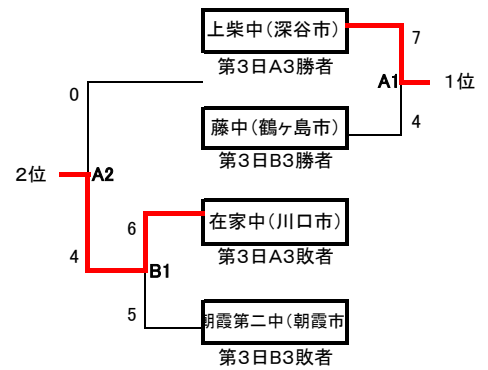 上柴中（深谷市）
7
第３日Ａ３勝者
A1
１位
0
藤中（鶴ヶ島市）
4
第３日Ｂ３勝者
２位
A2
6
在家中（川口市）
4
第３日Ａ３敗者
B1
5
朝霞第二中（朝霞市
第３日Ｂ３敗者